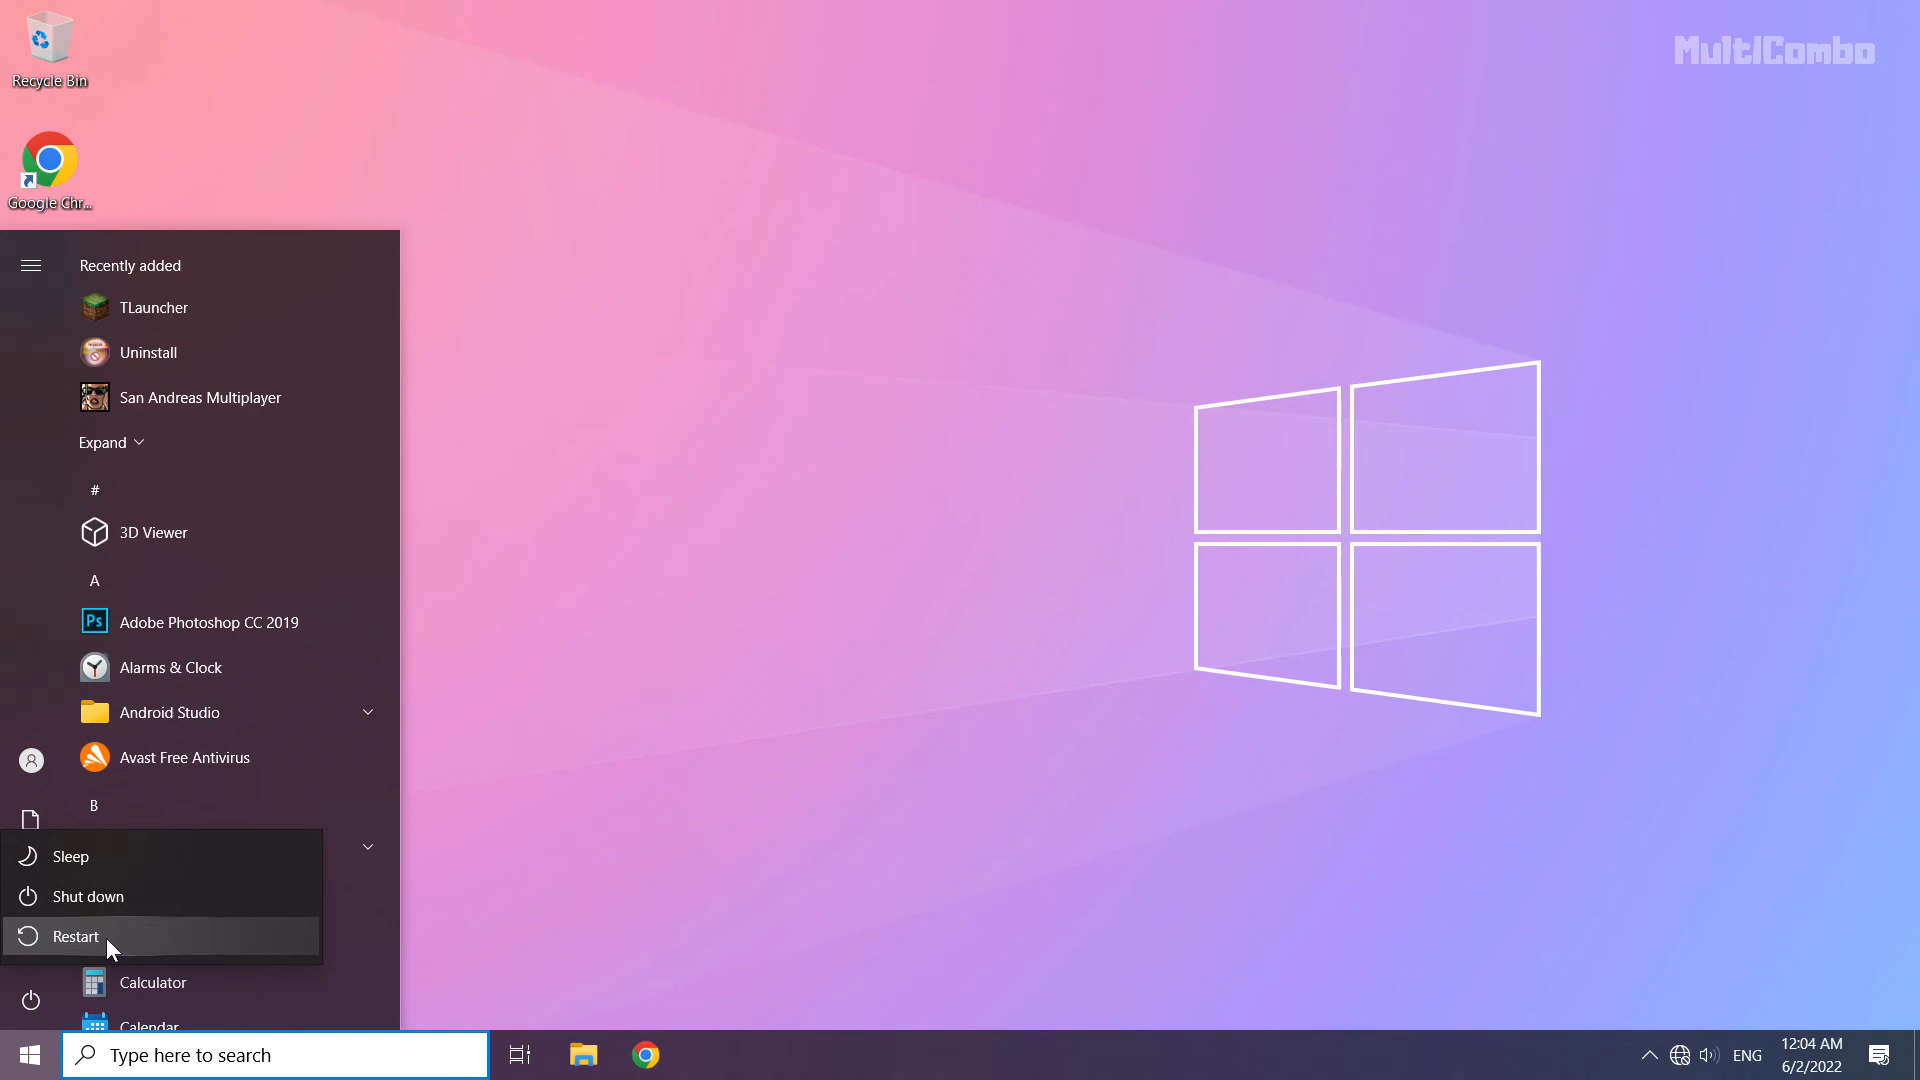 MultiCombo
Recycle Bin
Google Chr...
Recently added
TLauncher
Uninstall
San Andreas Multiplayer
Expand
#
3D Viewer
A
Ps
Adobe Photoshop CC 2019
Alarms & Clock
Android Studio
Avast Free Antivirus
B
Sleep
Shut down
Restart
Calculator
Calendar
Type here to search
ENG
12:04 AM
6/2/2022